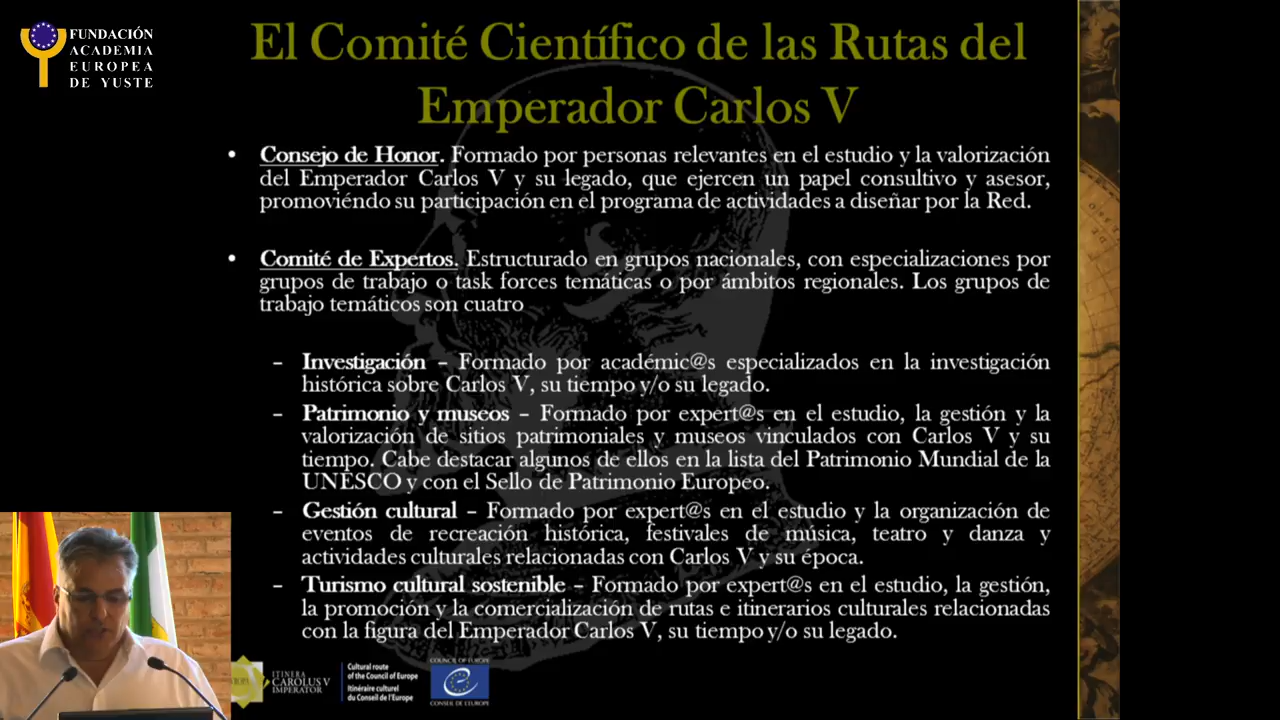 FUNDACIÓN
ACADEMIA
EUROPEA
DE YUSTE
El Comité Científico de las Rutas del
Emperador Carlos V
• Consejo de Honor. Formado por personas relevantes en el estudio y la valorización
del Emperador Carlos V y su legado, que ejercen un papel consultivo y asesor,
promoviéndo su participación en el programa de actividades a diseñar por la Red.
• Comité de Expertos. Estructurado en grupos nacionales, con especializaciones por
grupos de trabajo o task forces temáticas o por ámbitos regionales. Los grupos de
trabajo temáticos son cuatro
– Investigación – Formado por académic@s especializados en la investigación
histórica sobre Carlos V, su tiempo y/o su legado.
– Patrimonio y museos – Formado por expert@s en el estudio, la gestión y la
valorización de sitios patrimoniales y museos vinculados con Carlos V y su
tiempo. Cabe destacar algunos de ellos en la lista del Patrimonio Mundial de la
UNESCO y con el Sello de Patrimonio Europeo.
– Gestión cultural – Formado por expert@s en el estudio y la organización de
eventos de recreación histórica, festivales de música, teatro y danza y
actividades culturales relacionadas con Carlos V y su época.
– Turismo cultural sostenible – Formado por expert@s en el estudio, la gestión,
la promoción y la comercialización de rutas e itinerarios culturales relacionadas
con la figura del Emperador Carlos V, su tiempo y/o su legado.
ITINERA
CAROLUS V
IMPERATOR
Cultural route
of the Council of Europe
Itinéraire culturel
du Conseil de l'Europe
COUNCIL OF EUROPE
CONSEIL DE L'EUROPE